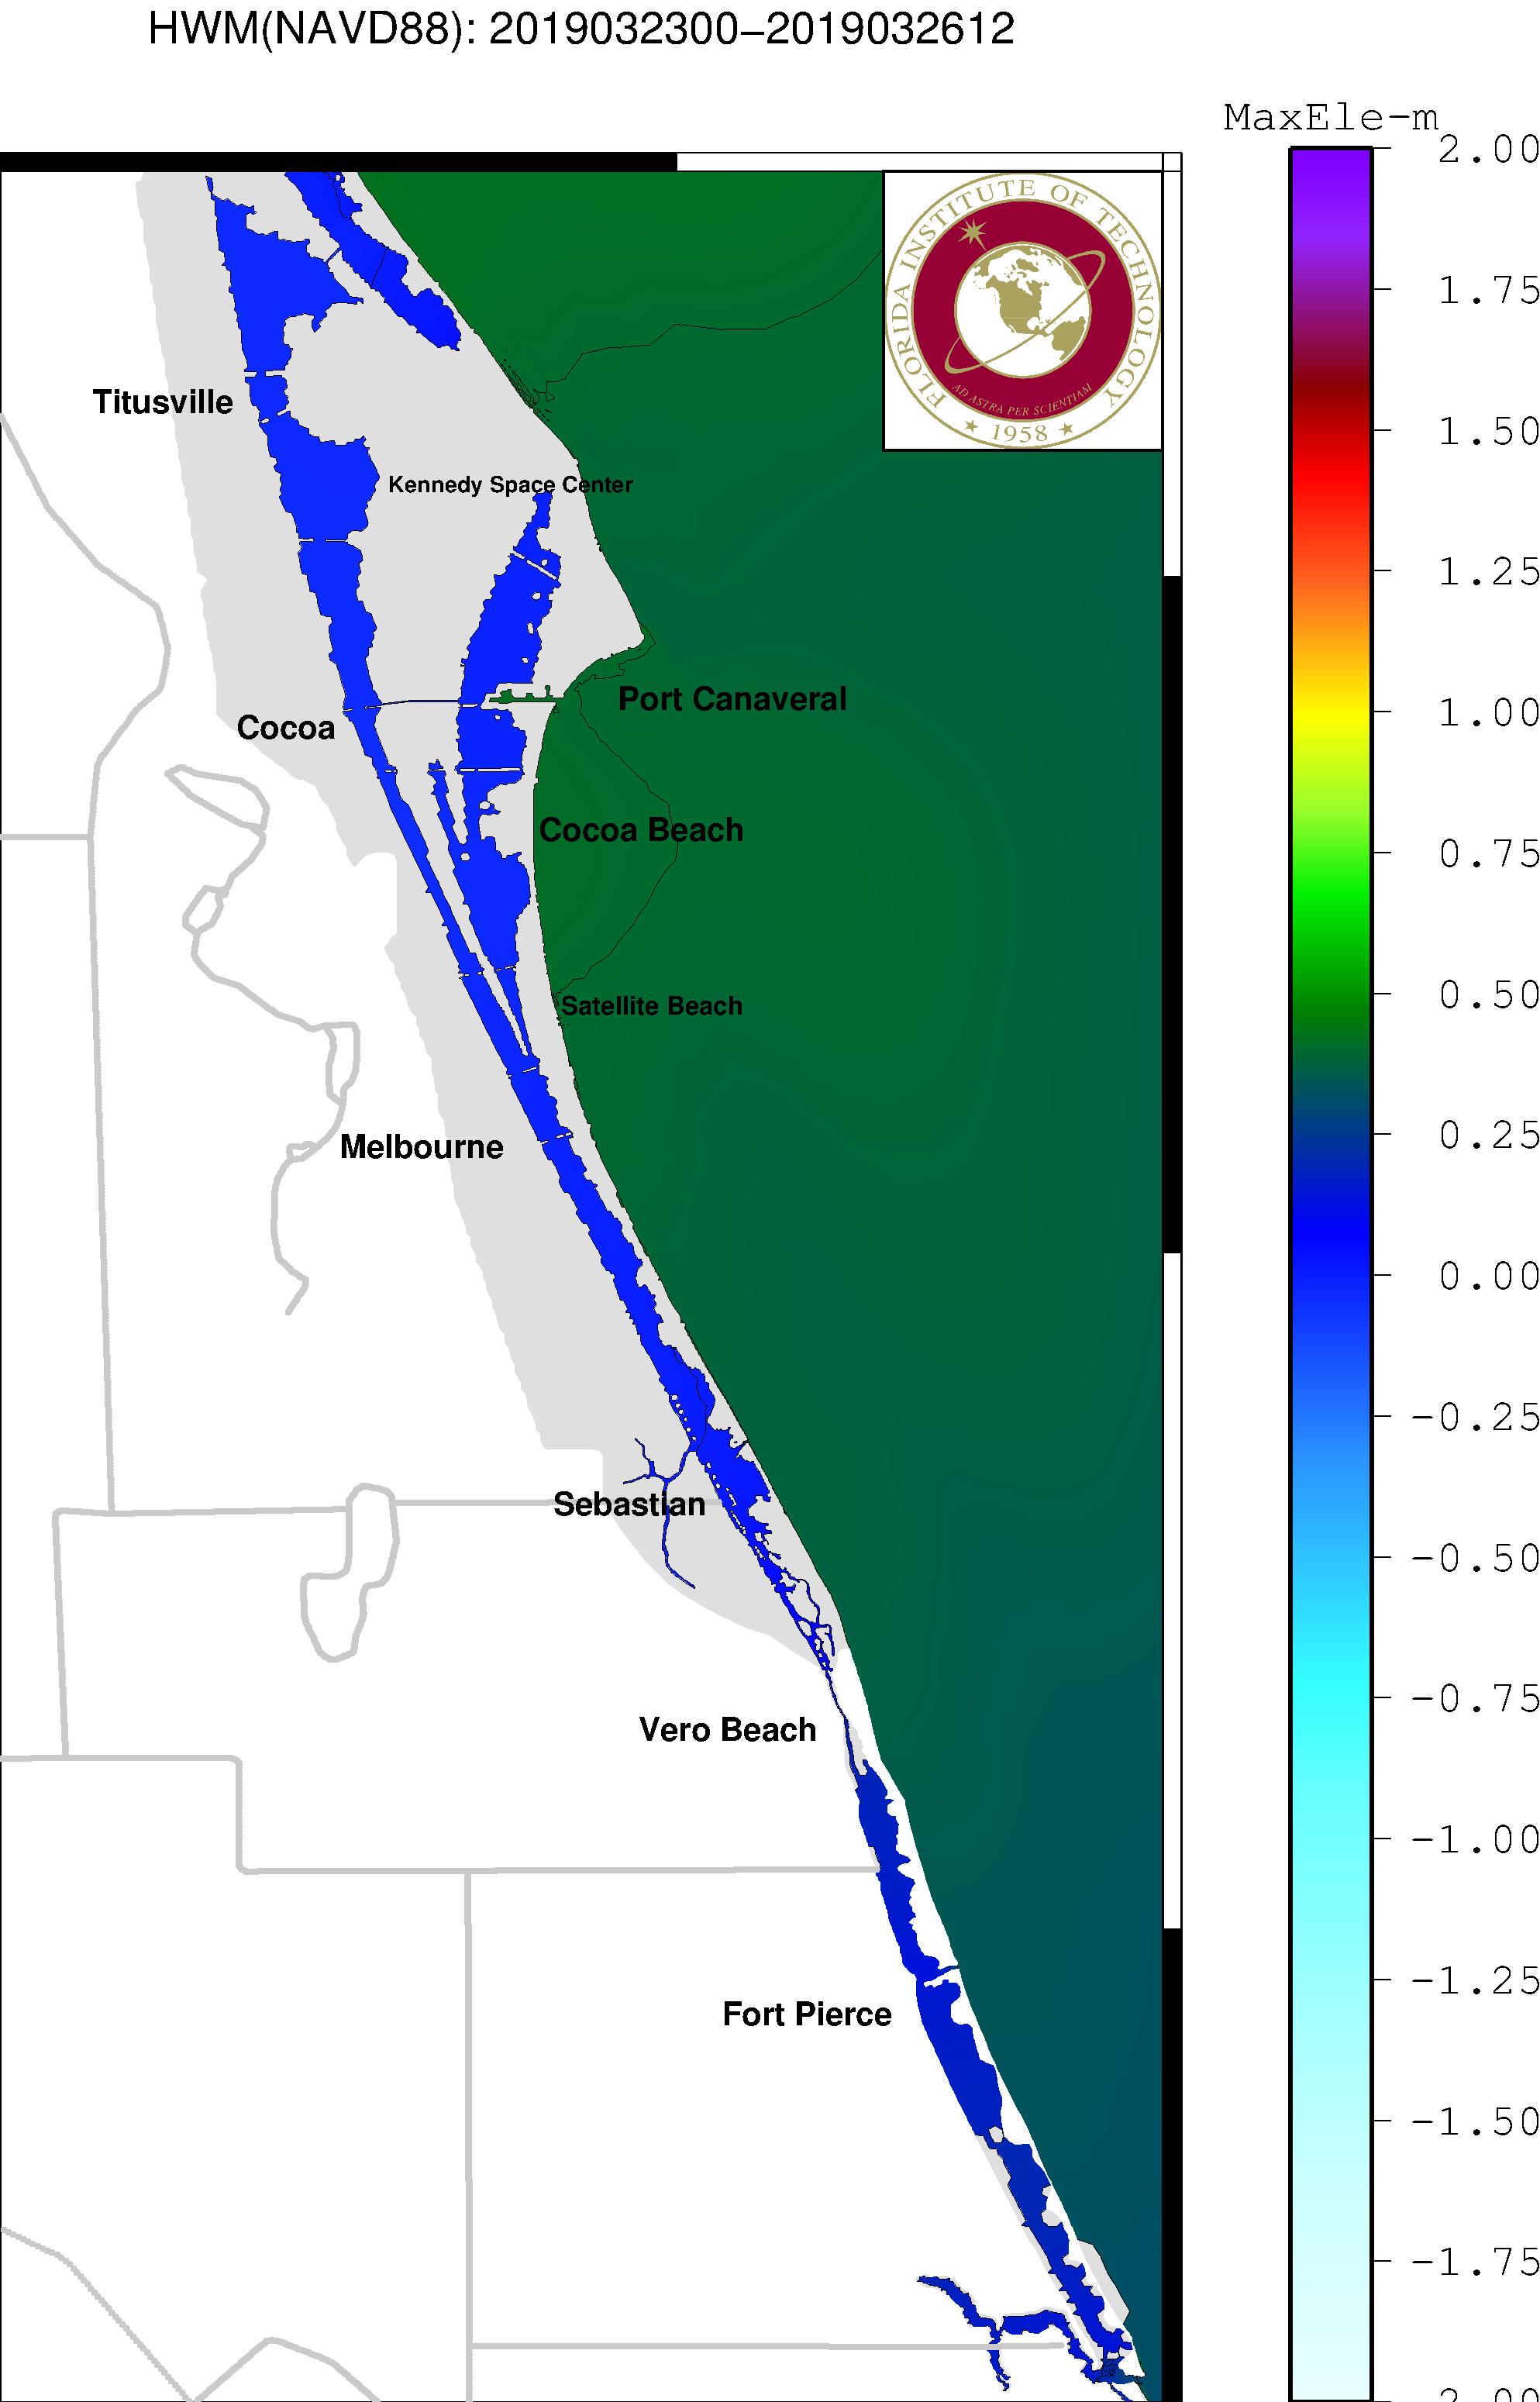 HWM(NAVD88): 2019032300−2019032612
MaxEle-m
2.00
1.75
1.50
1.25
1.00
0.75
0.50
0.25
0.00
-0.25
-0.50
-0.75
-1.00
-1.25
-1.50
-1.75
FLORIDA INSTITUTE OF TECHNOLOGY
AD ASTRA PER SCIENTIAM
1958
Titusville
Kennedy Space Center
Port Canaveral
Cocoa
Cocoa Beach
Satellite Beach
Melbourne
Sebastian
Vero Beach
Fort Pierce